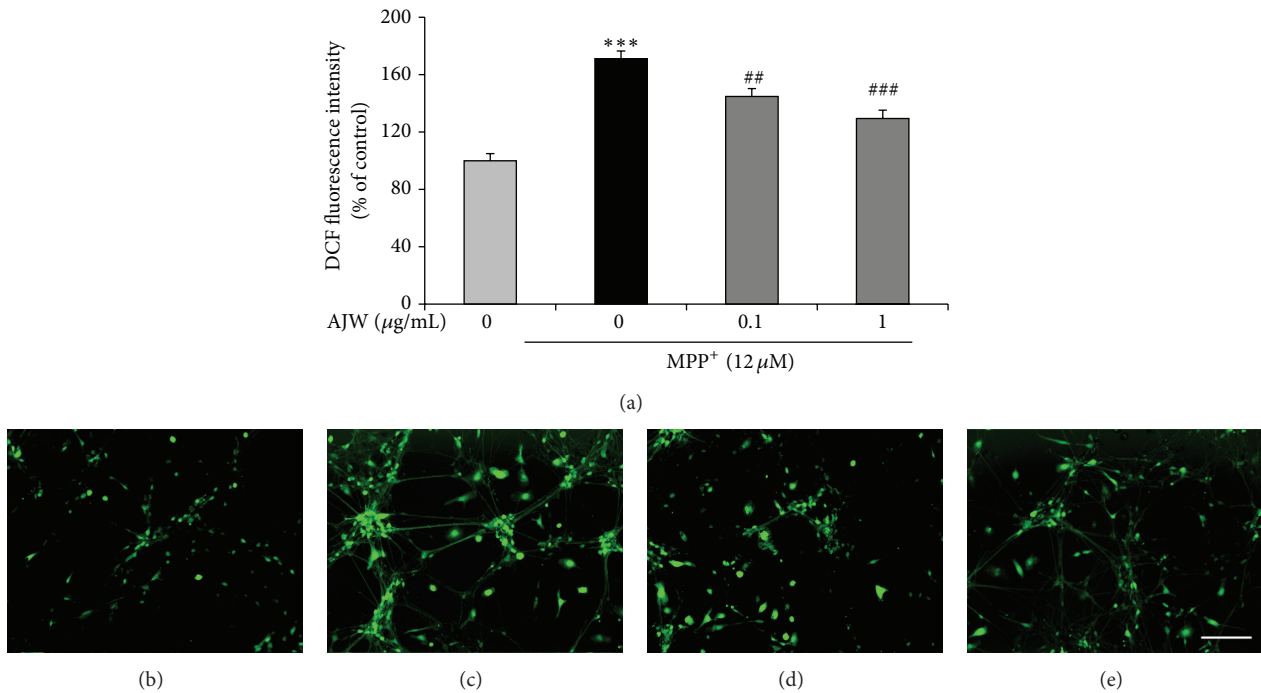 200
160
120
80
40
0
DCF fluorescence intensity
(% of control)
***
##
###
AJW (μg/mL) 0 0 0.1 1
MPP⁺ (12 μM)
(a)
(b) (c) (d) (e)